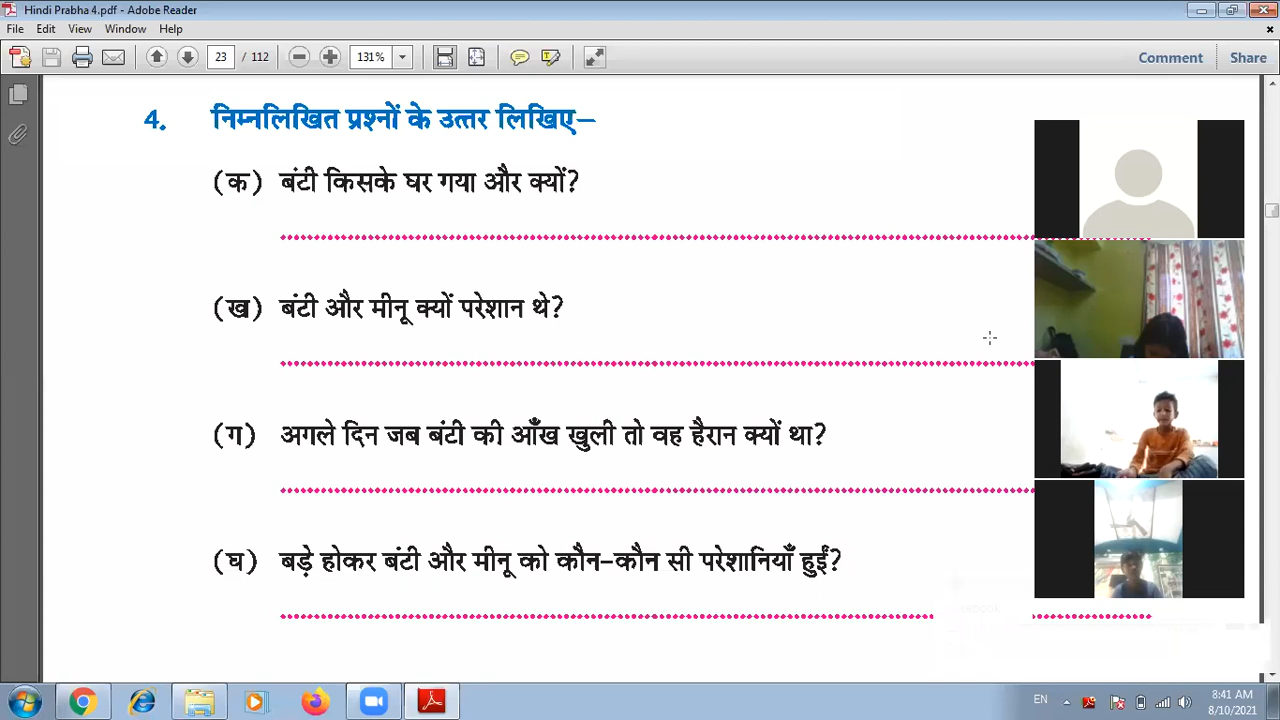 Hindi Prabha 4.pdf - Adobe Reader
File Edit View Window Help
23 / 112 131% Comment Share
4. निम्नलिखित प्रश्नों के उत्तर लिखिए–
(क) बंटी किसके घर गया और क्यों?
(ख) बंटी और मीनू क्यों परेशान थे?
(ग) अगले दिन जब बंटी की आँख खुली तो वह हैरान क्यों था?
(घ) बड़े होकर बंटी और मीनू को कौन-कौन सी परेशानियाँ हुईं?
EN 8:41 AM
8/10/2021